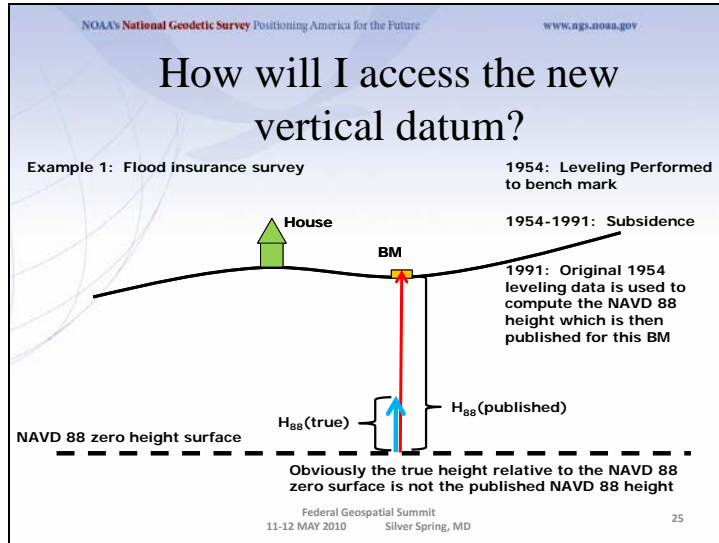 NOAA's National Geodetic Survey Positioning America for the Future www.ngs.noaa.gov
How will I access the new
vertical datum?
Example 1: Flood insurance survey
1954: Leveling Performed
to bench mark
1954-1991: Subsidence
1991: Original 1954
leveling data is used to
compute the NAVD 88
height which is then
published for this BM
House
BM
H88(true)
H88(published)
NAVD 88 zero height surface
Obviously the true height relative to the NAVD 88
zero surface is not the published NAVD 88 height
Federal Geospatial Summit
11-12 MAY 2010 Silver Spring, MD
25